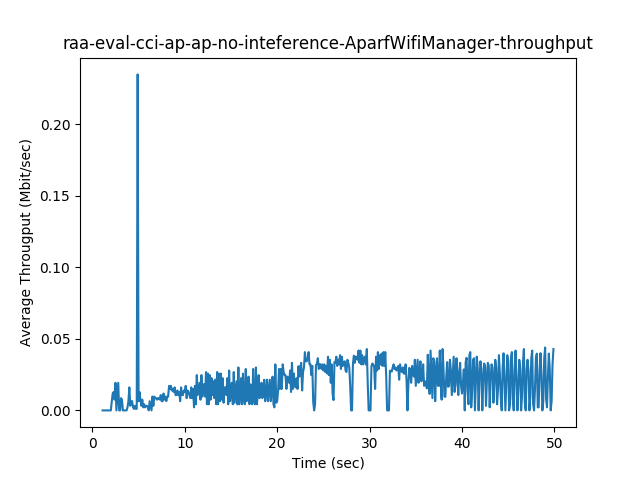 raa-eval-cci-ap-ap-no-inteference-AparfWifiManager-throughput
Average Througput (Mbit/sec)
0.20
0.15
0.10
0.05
0.00
0 10 20 30 40 50
Time (sec)